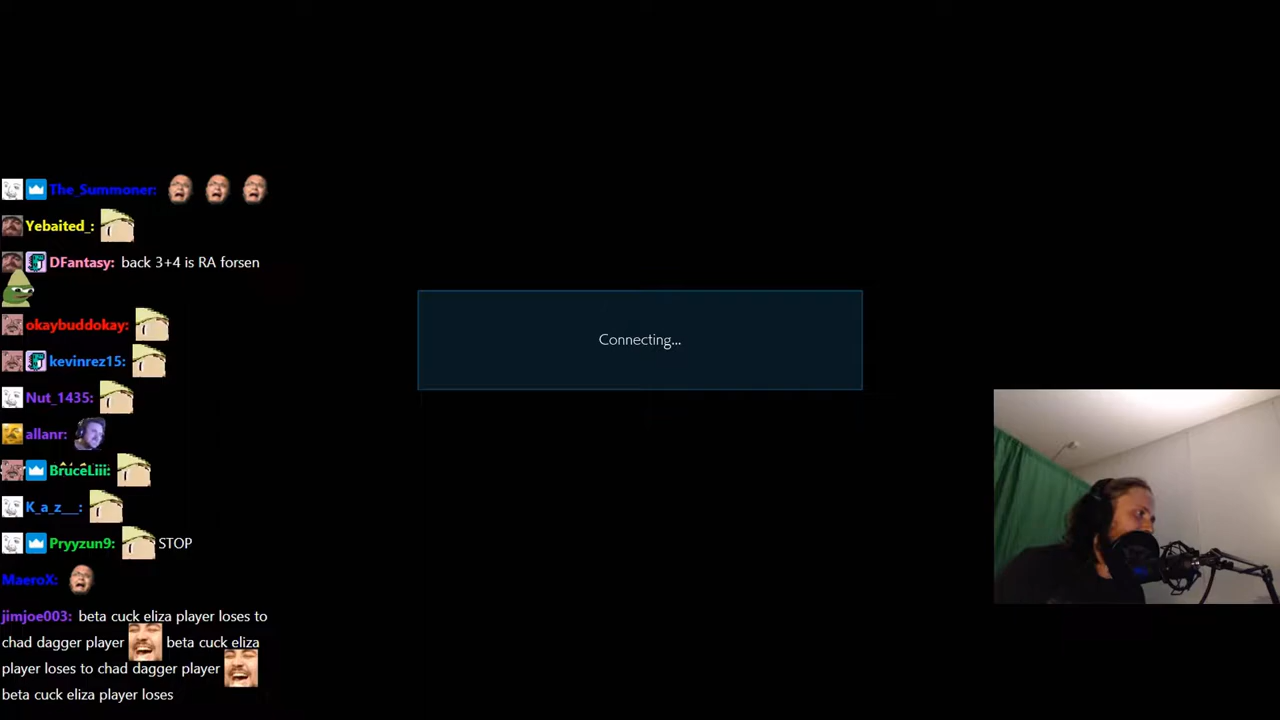 The_Summoner:
Yebaited_:
DFantasy: back 3+4 is RA forsen
okaybuddokay:
kevinrez15:
Nut_1435:
allanr:
BruceLiii:
K_a_z__:
Pryyzun9: STOP
MaeroX:
jimjoe003: beta cuck eliza player loses to
chad dagger player beta cuck eliza
player loses to chad dagger player
beta cuck eliza player loses
Connecting...